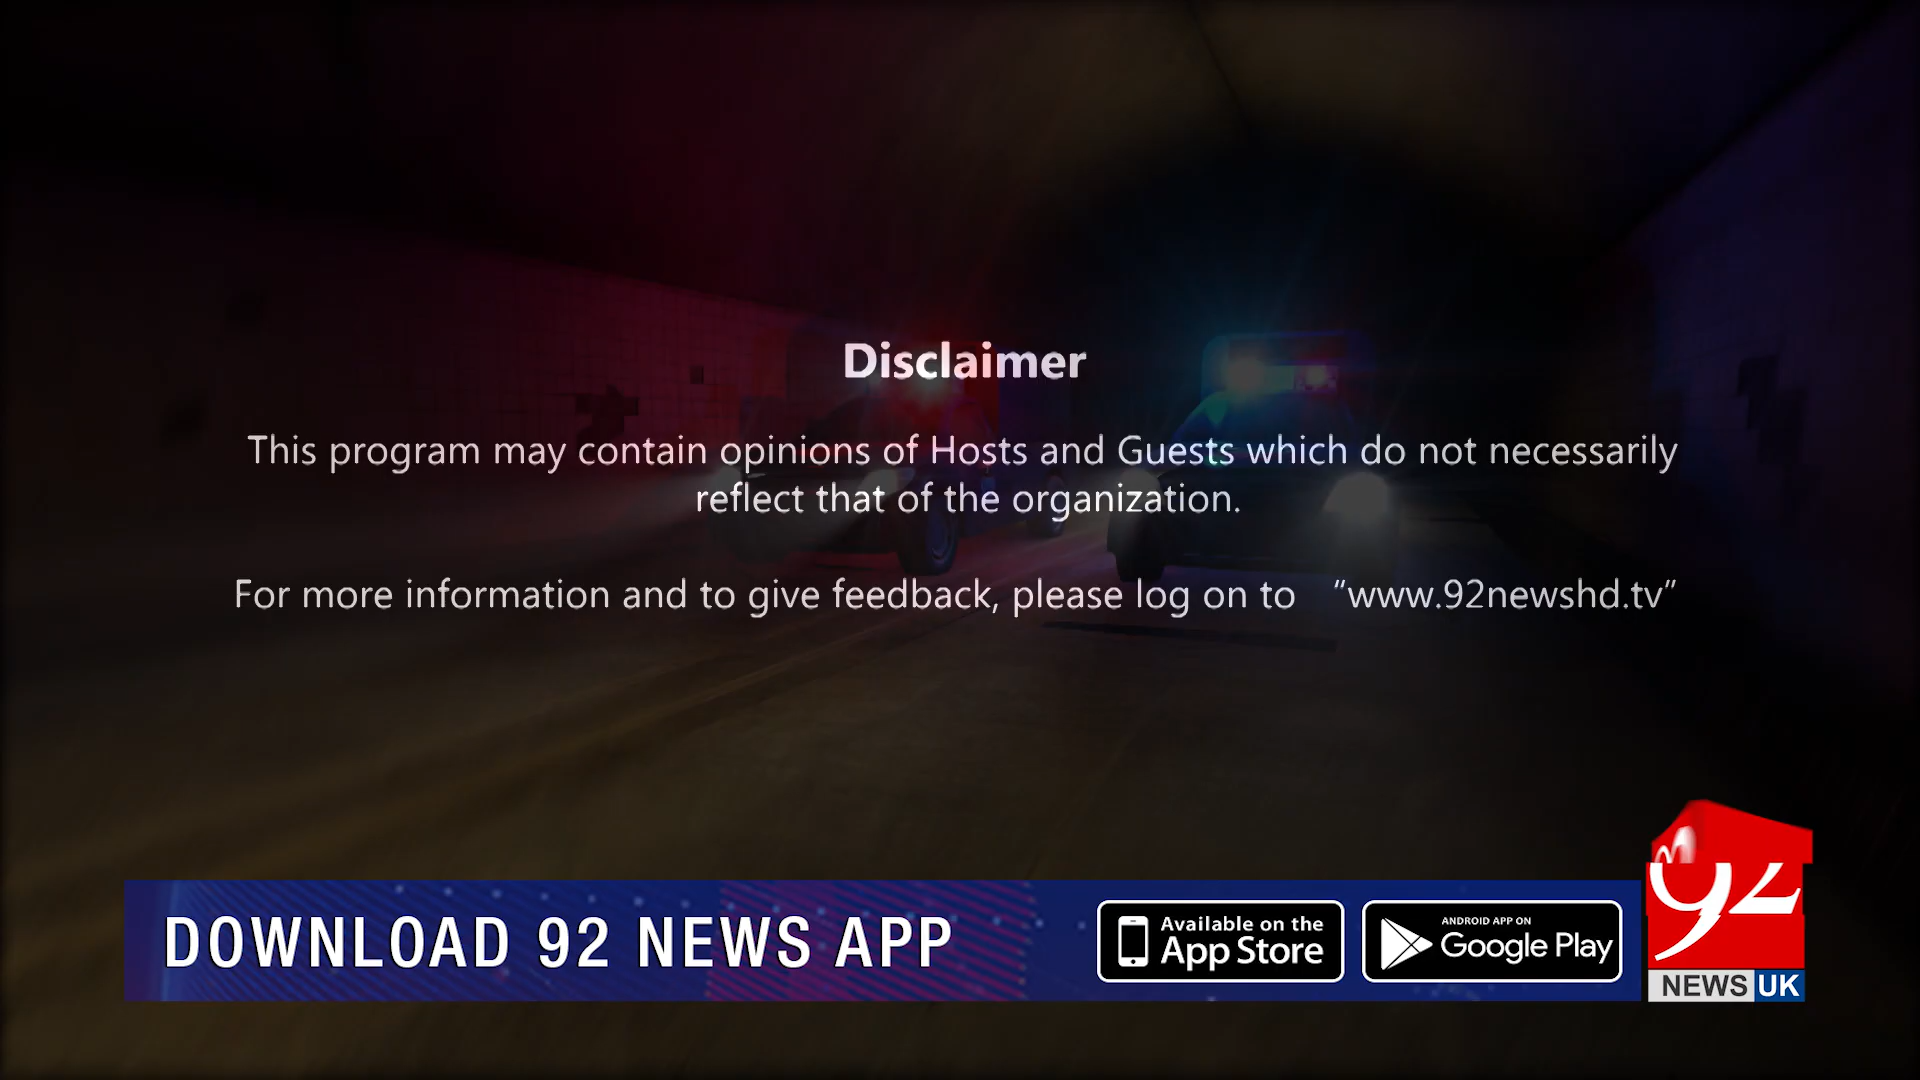 Disclaimer
This program may contain opinions of Hosts and Guests which do not necessarily
reflect that of the organization.
For more information and to give feedback, please log on to “www.92newshd.tv”
DOWNLOAD 92 NEWS APP
Available on the
App Store
ANDROID APP ON
Google Play
92
NEWS UK